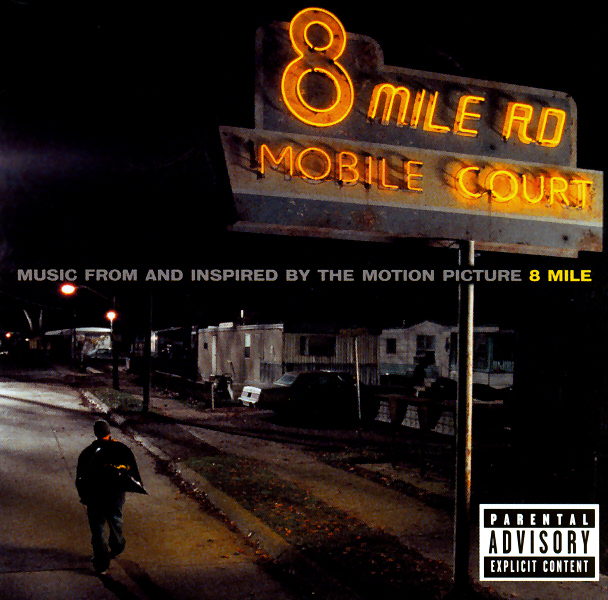 8 MILE RD
MOBILE COURT
MUSIC FROM AND INSPIRED BY THE MOTION PICTURE 8 MILE
PARENTAL
ADVISORY
EXPLICIT CONTENT